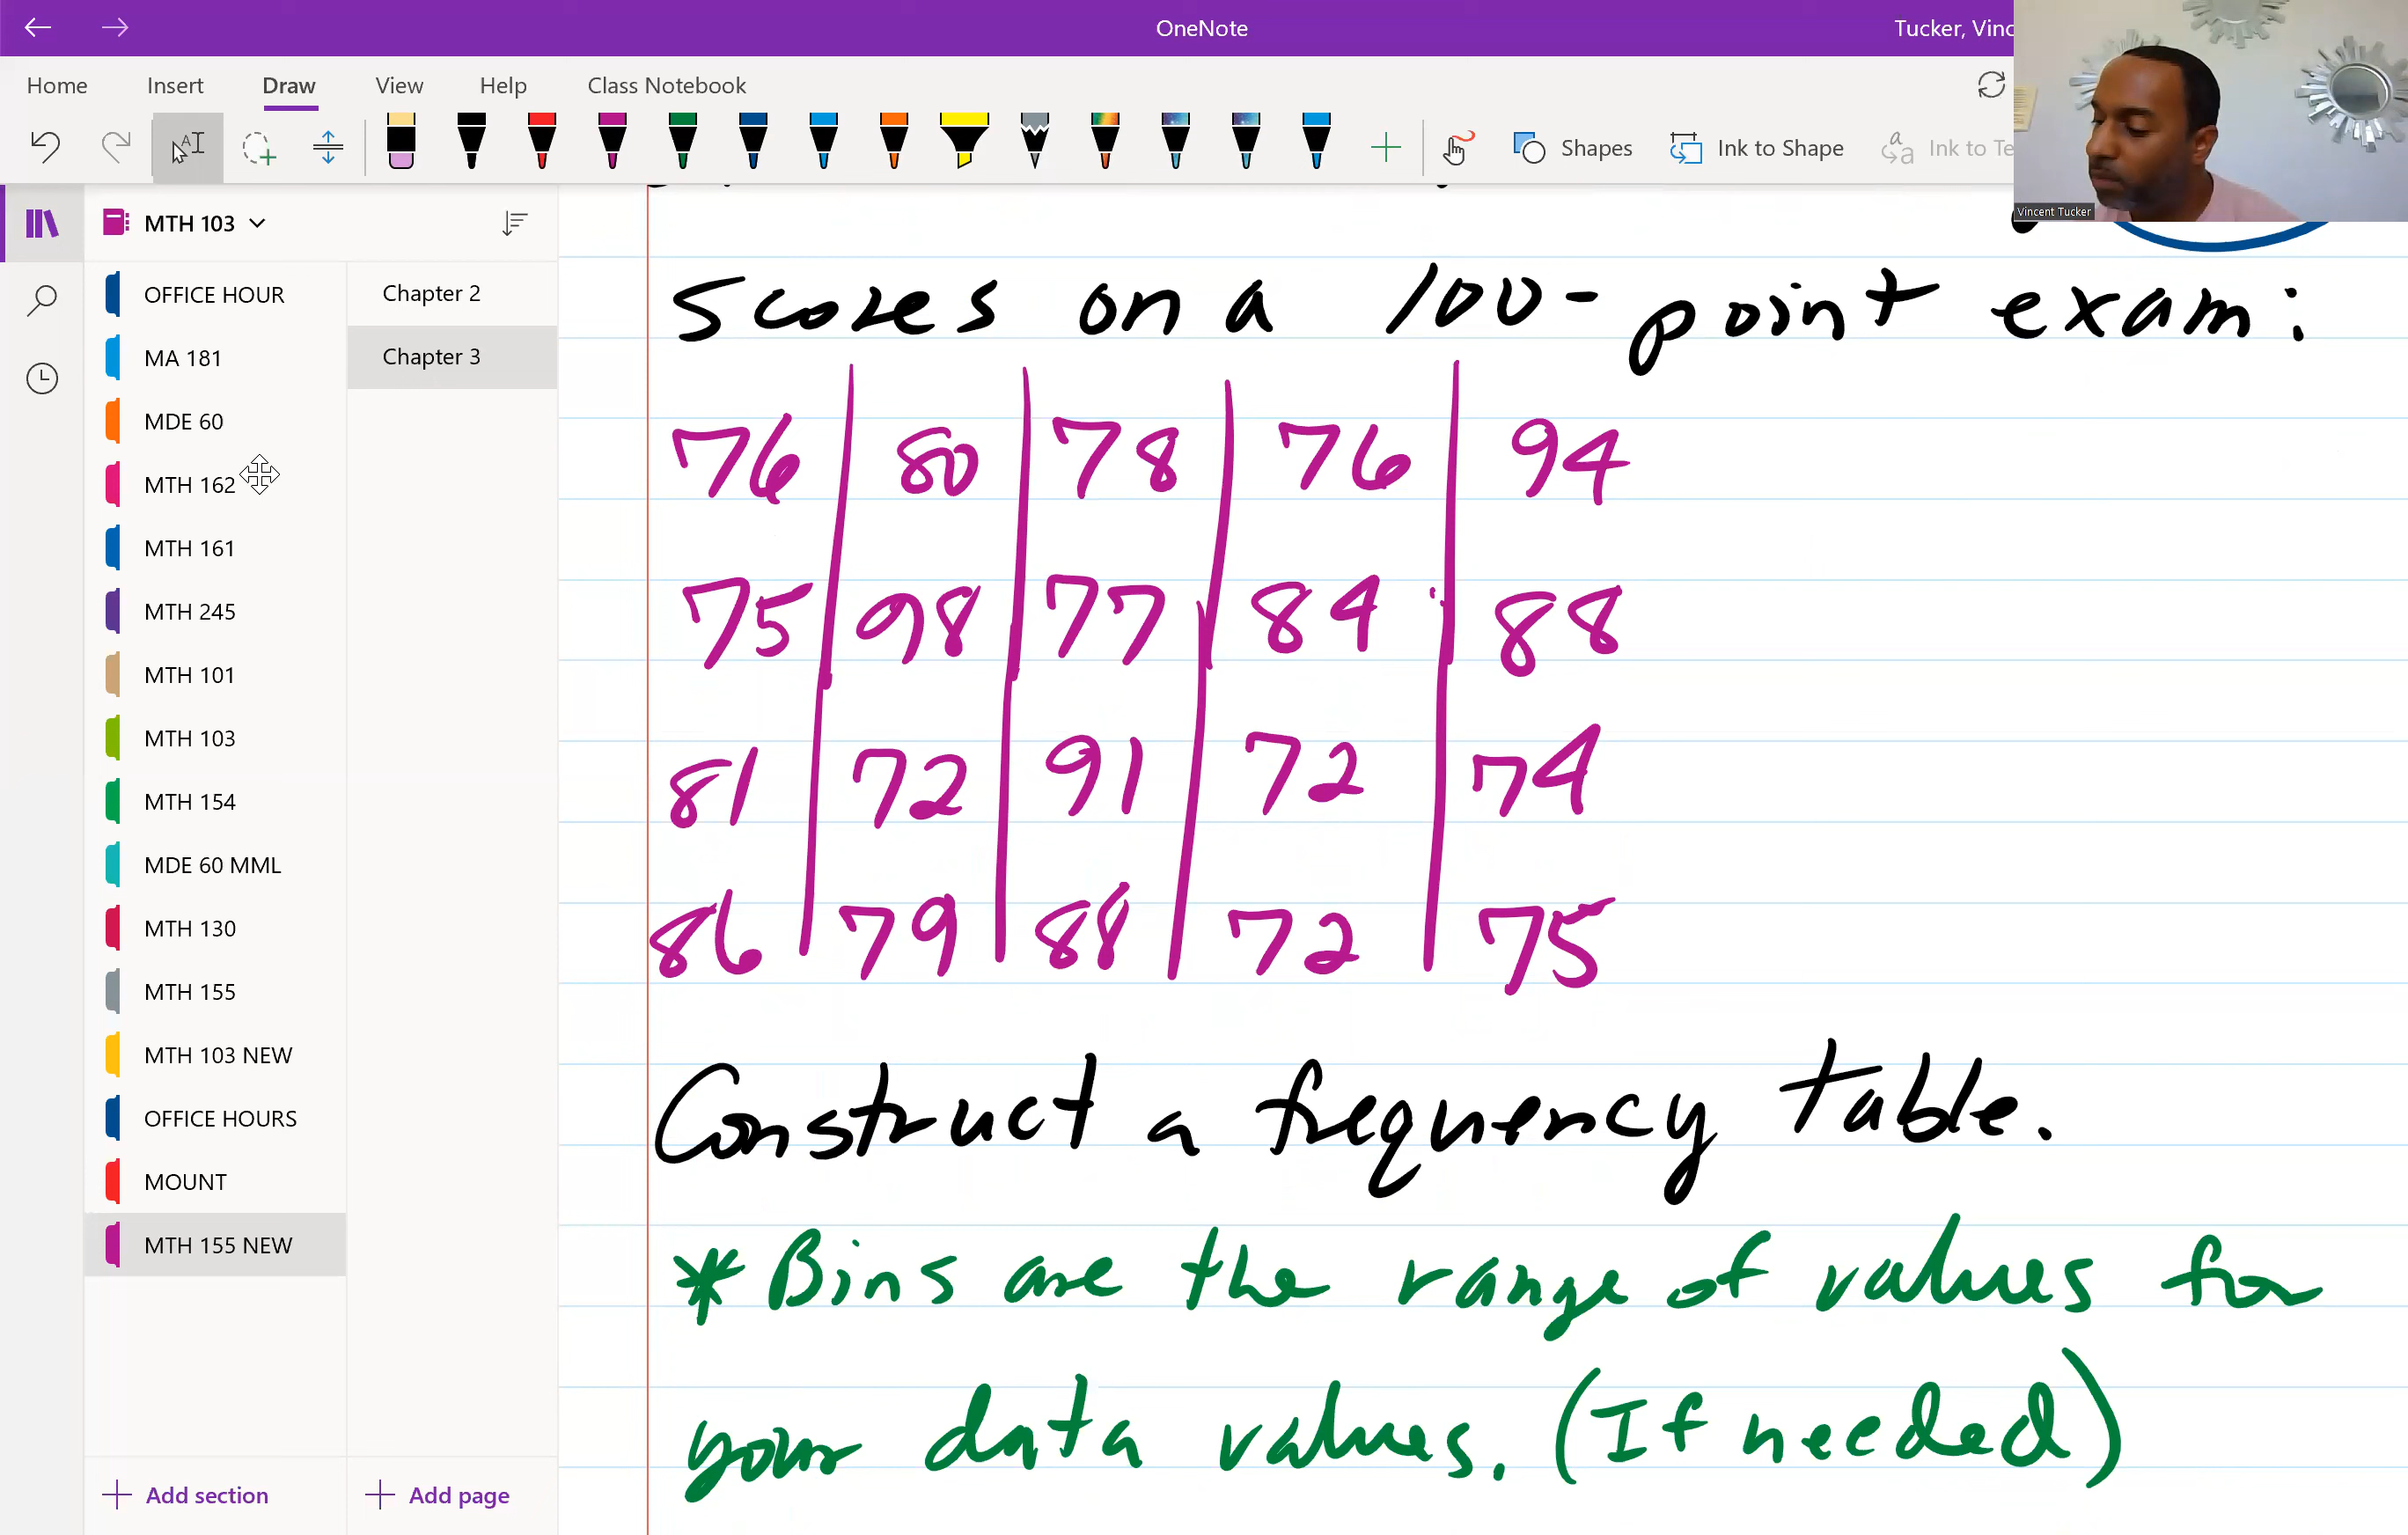 OneNote
Tucker, Vinc
Home Insert Draw View Help Class Notebook
Shapes Ink to Shape Ink to Te
Vincent Tucker
MTH 103
OFFICE HOUR
MA 181
MDE 60
MTH 162
MTH 161
MTH 245
MTH 101
MTH 103
MTH 154
MDE 60 MML
MTH 130
MTH 155
MTH 103 NEW
OFFICE HOURS
MOUNT
MTH 155 NEW
Add section
Chapter 2
Chapter 3
Add page
scores on a 100-point exam:
76 80 78 76 94
75 98 77 84 88
81 72 91 72 74
86 79 88 72 75
Construct a frequency table.
* Bins are the range of values for
your data values. (If needed)